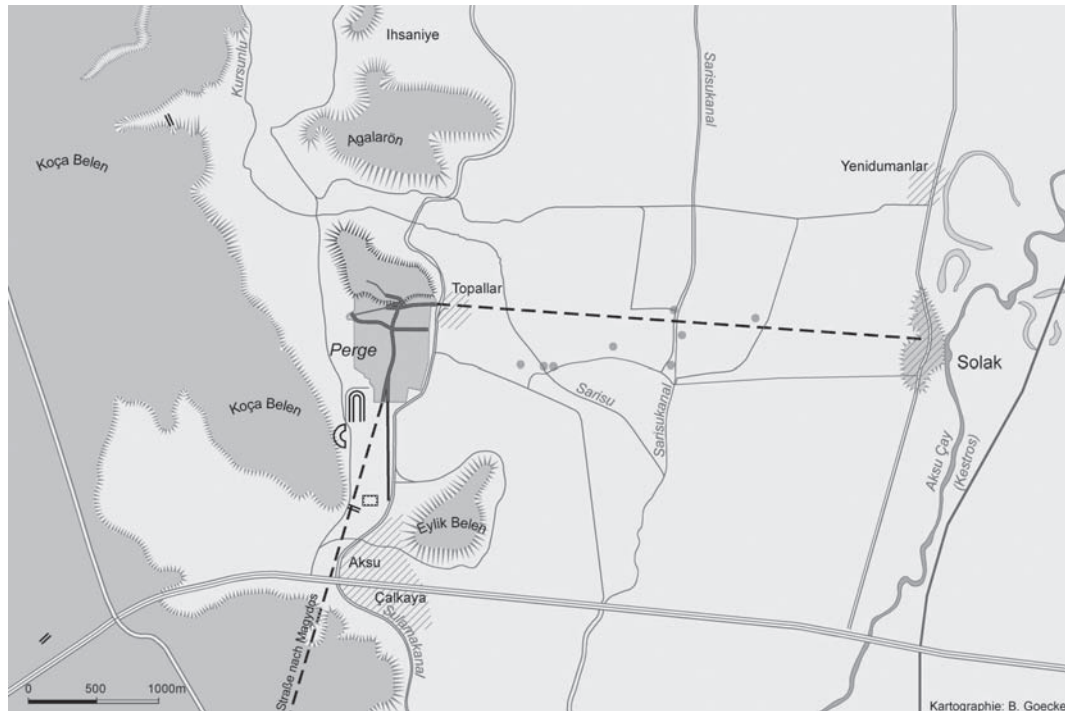 Ihsaniye
Kursunlu
Sarisukanal
Agalarön
Koça Belen
Yenidumanlar
Topallar
Perge
Solak
Sarisu
Koça Belen
Sarisukanal
Aksu Çay
(Kestros)
Eylik Belen
Aksu
Çalkaya
Sulamakanal
Straße nach Magydos
0 500 1000m
Kartographie: B. Goecke